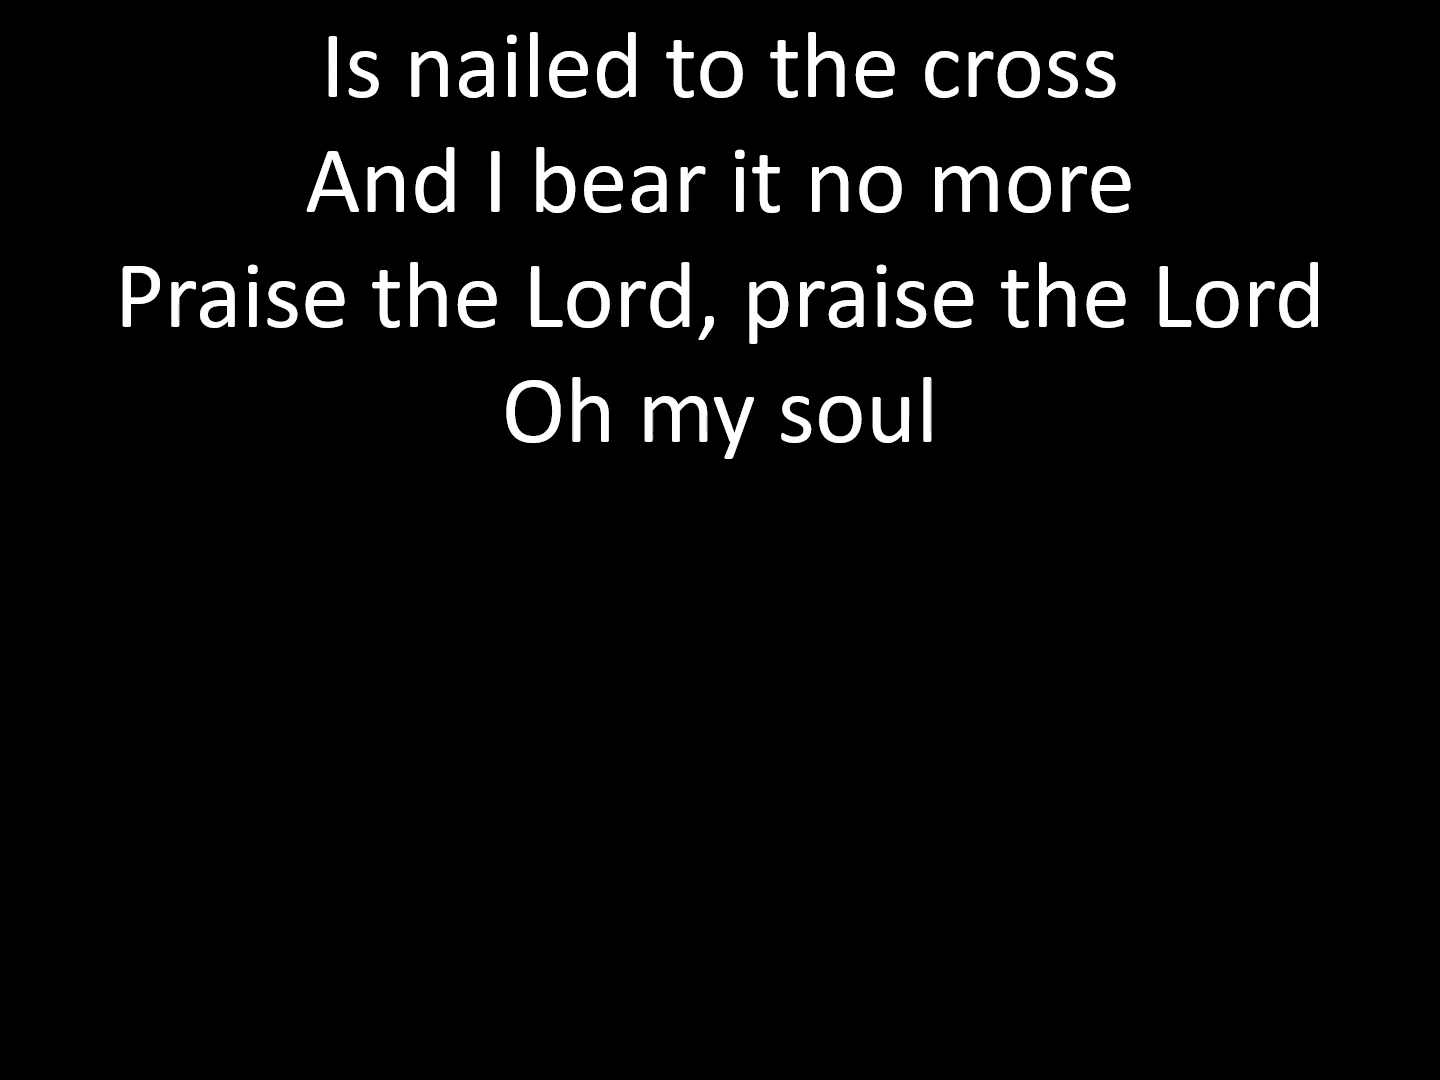 Is nailed to the cross
And I bear it no more
Praise the Lord, praise the Lord
Oh my soul